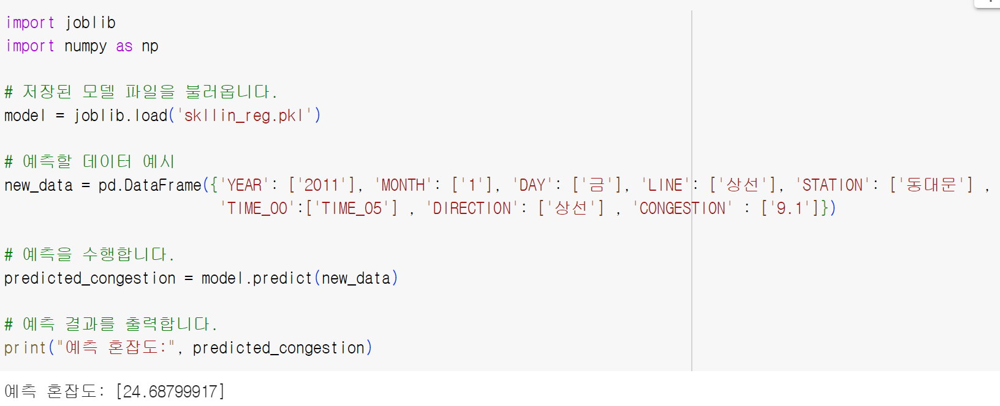 import joblib
import numpy as np
# 저장된 모델 파일을 불러옵니다.
model = joblib.load('skllin_reg.pkl')
# 예측할 데이터 예시
new_data = pd.DataFrame({'YEAR': ['2011'], 'MONTH': ['1'], 'DAY': ['금'], 'LINE': ['상선'], 'STATION': ['동대문'] ,
'TIME_00':['TIME_05'] , 'DIRECTION': ['상선'] , 'CONGESTION' : ['9.1']})
# 예측을 수행합니다.
predicted_congestion = model.predict(new_data)
# 예측 결과를 출력합니다.
print("예측 혼잡도:", predicted_congestion)
예측 혼잡도: [24.68799917]